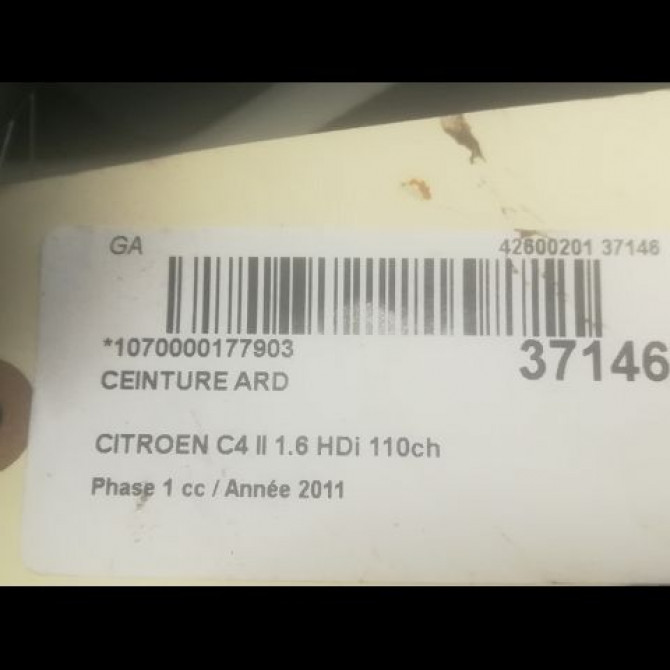 GA 42600201 37146
*1070000177903 37146
CEINTURE ARD
CITROEN C4 II 1.6 HDi 110ch
Phase 1 cc / Année 2011